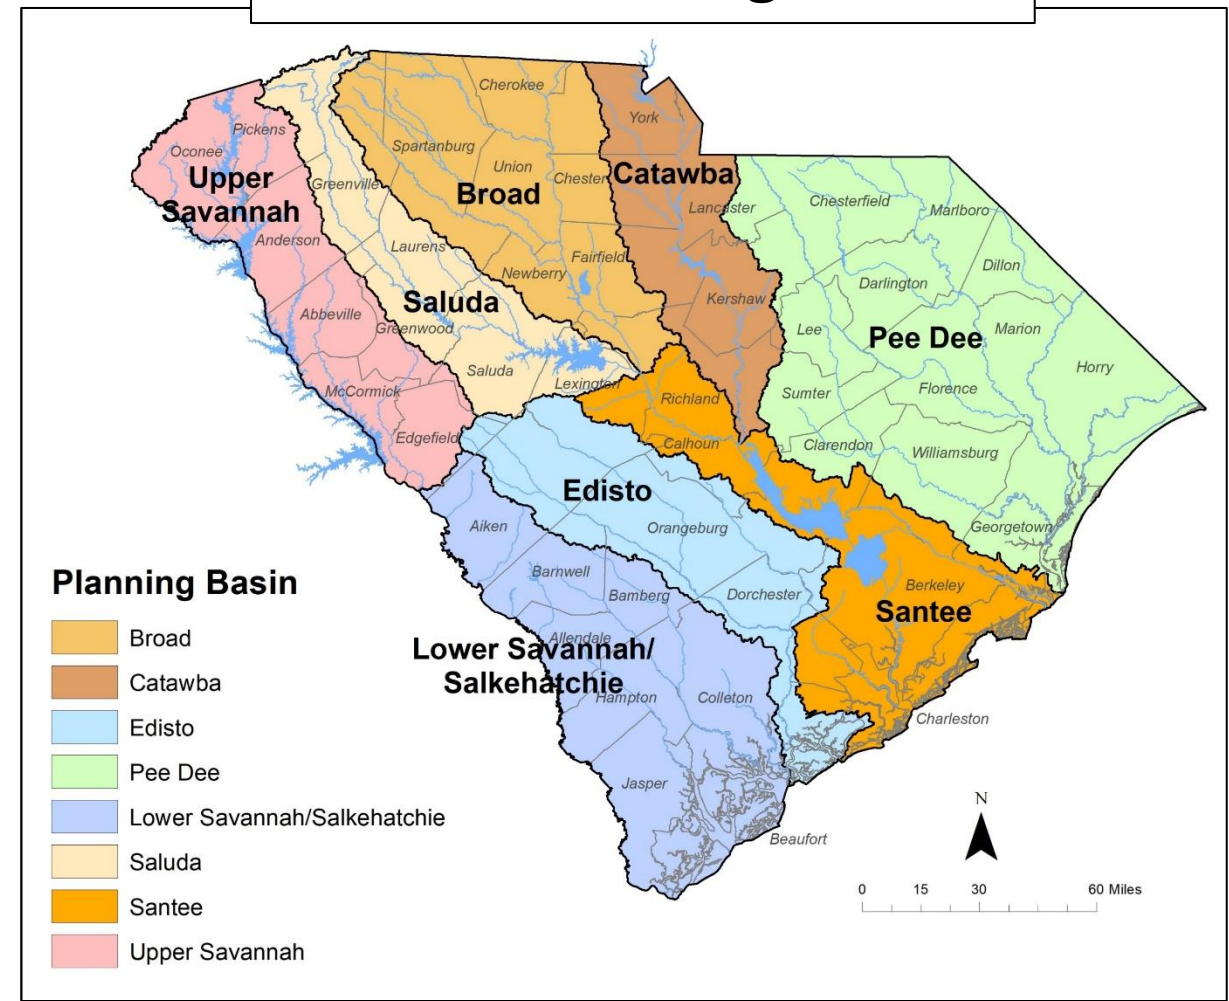 Cherokee
York
Pickens
Oconee
Spartanburg
Union
Chester
Catawba
Upper
Savannah
Greenville
Broad
Lancaster
Chesterfield
Marlboro
Anderson
Laurens
Newberry
Fairfield
Dillon
Darlington
Saluda
Kershaw
Abbeville
Greenwood
Lee
Pee Dee
Marion
Horry
Saluda
Lexington
McCormick
Richland
Sumter
Florence
Edgefield
Calhoun
Clarendon
Williamsburg
Edisto
Aiken
Orangeburg
Georgetown
Barnwell
Bamberg
Dorchester
Berkeley
Santee
Allendale
Lower Savannah/
Salkehatchie
Hampton
Colleton
Charleston
Jasper
Beaufort
Planning Basin
Broad
Catawba
Edisto
Pee Dee
Lower Savannah/Salkehatchie
Saluda
Santee
Upper Savannah
N
0 15 30 60 Miles